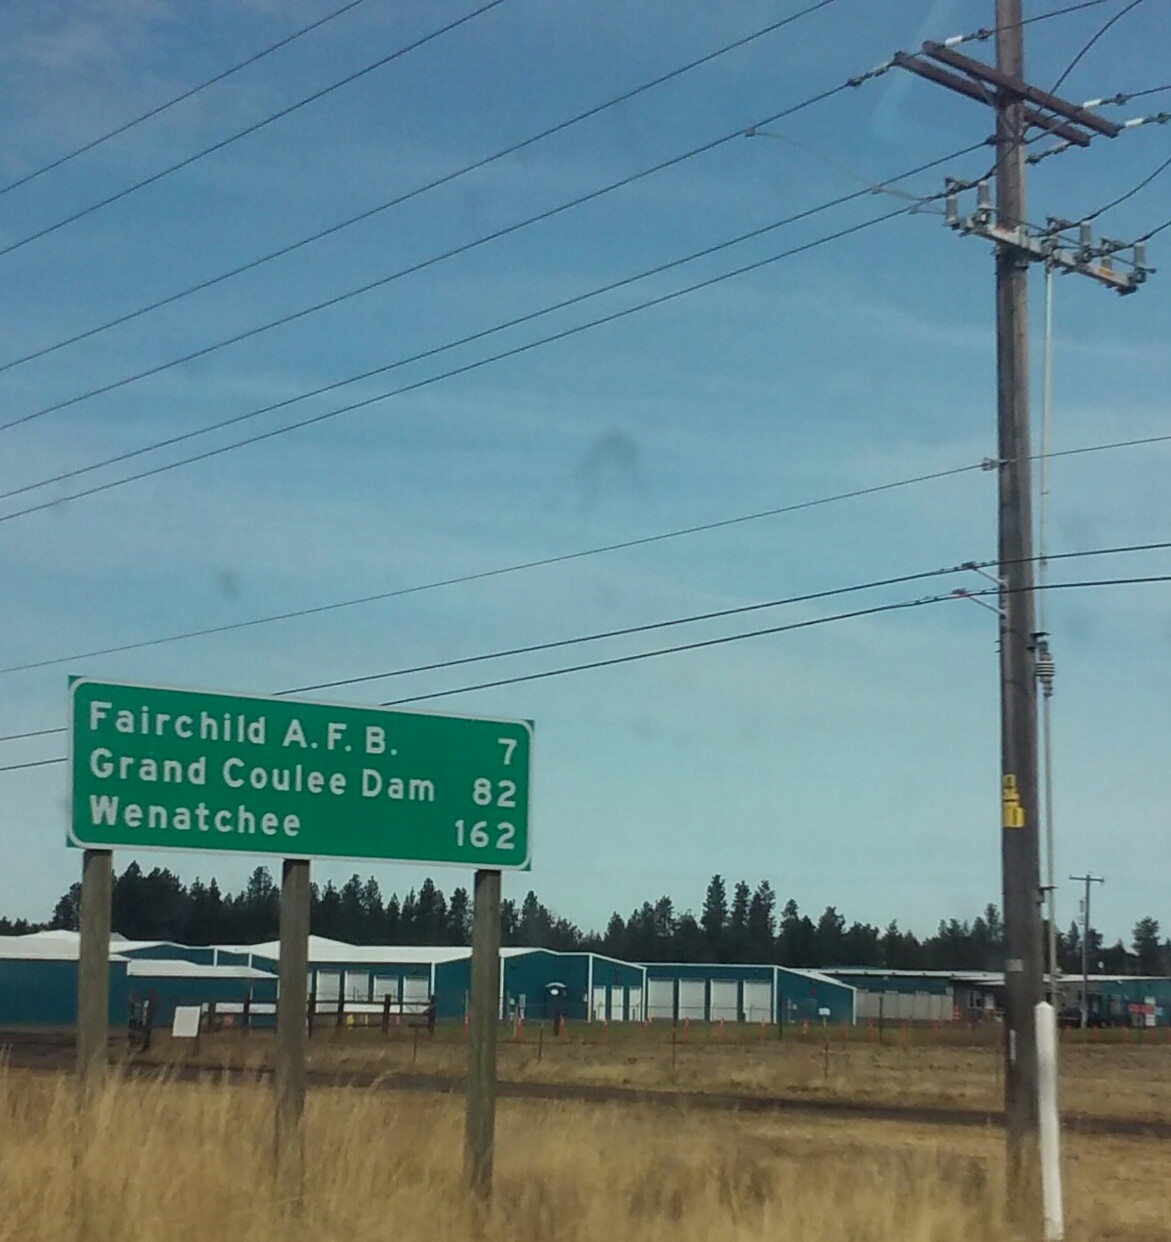 Fairchild A.F.B. 7
Grand Coulee Dam 82
Wenatchee 162